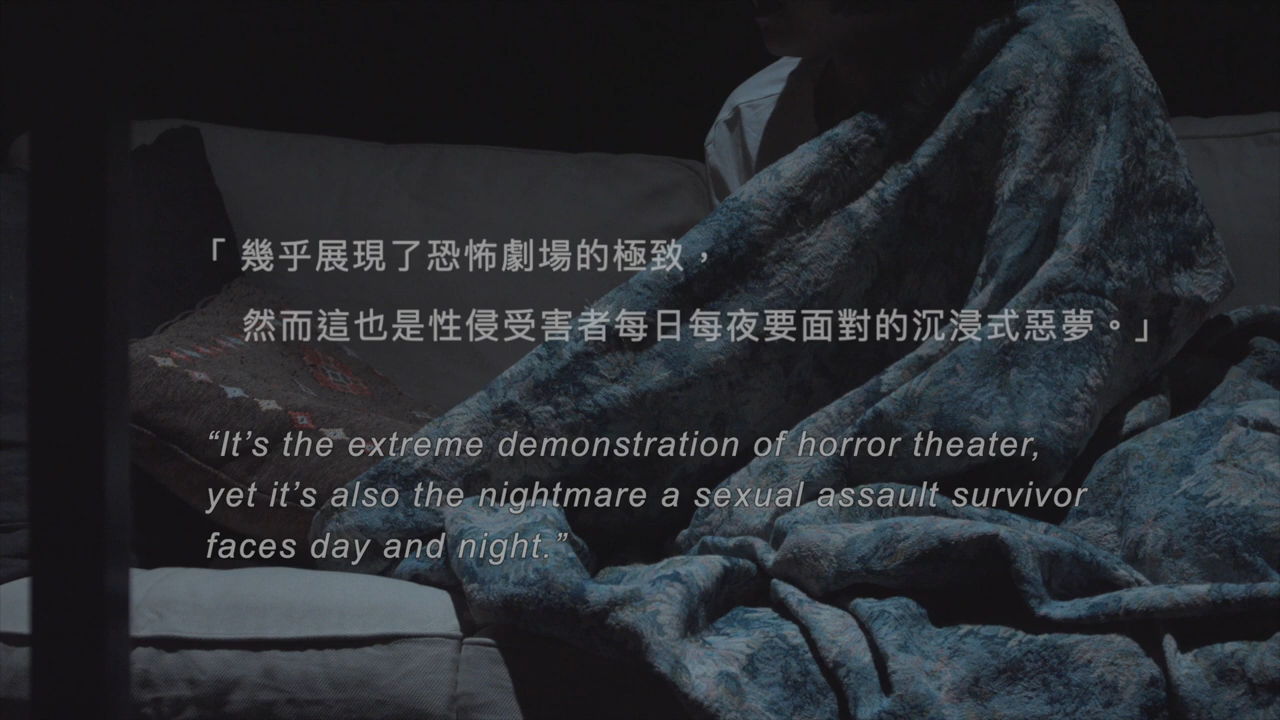 「幾乎展現了恐怖劇場的極致，
然而這也是性侵受害者每日每夜要面對的沉浸式惡夢。」
“It’s the extreme demonstration of horror theater,
yet it’s also the nightmare a sexual assault survivor
faces day and night.”